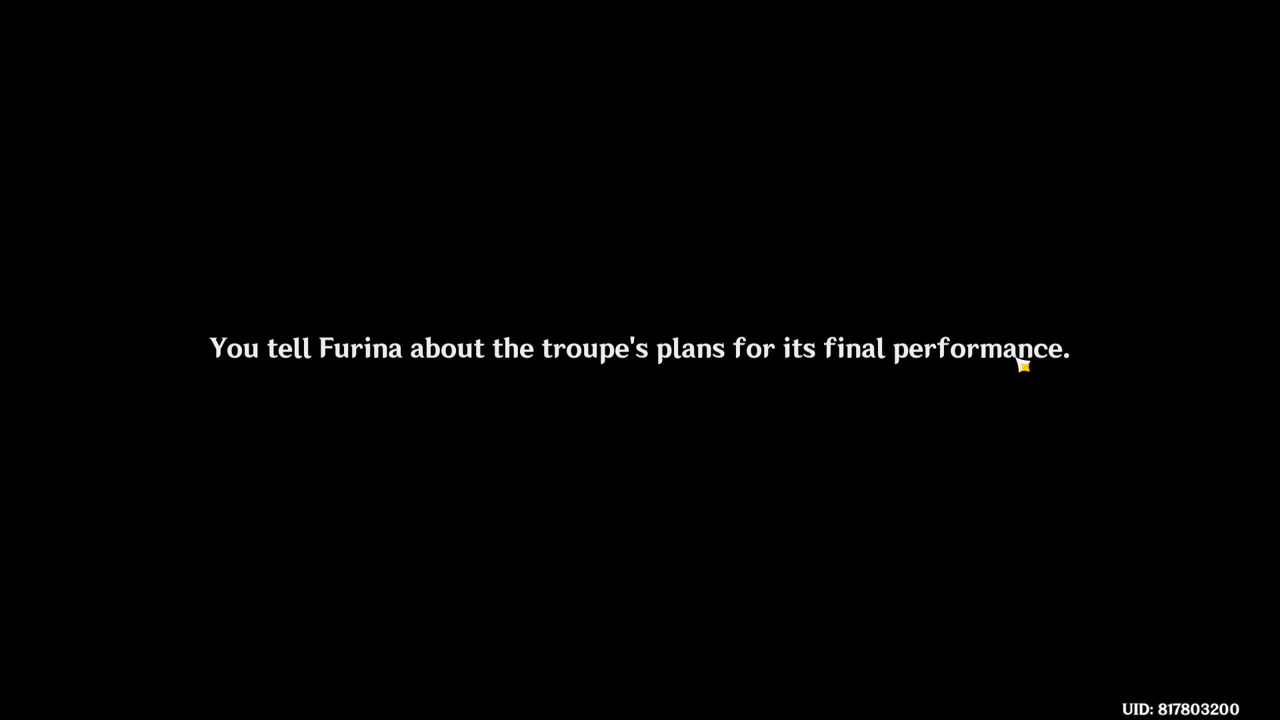 You tell Furina about the troupe's plans for its final performance.
UID: 817803200